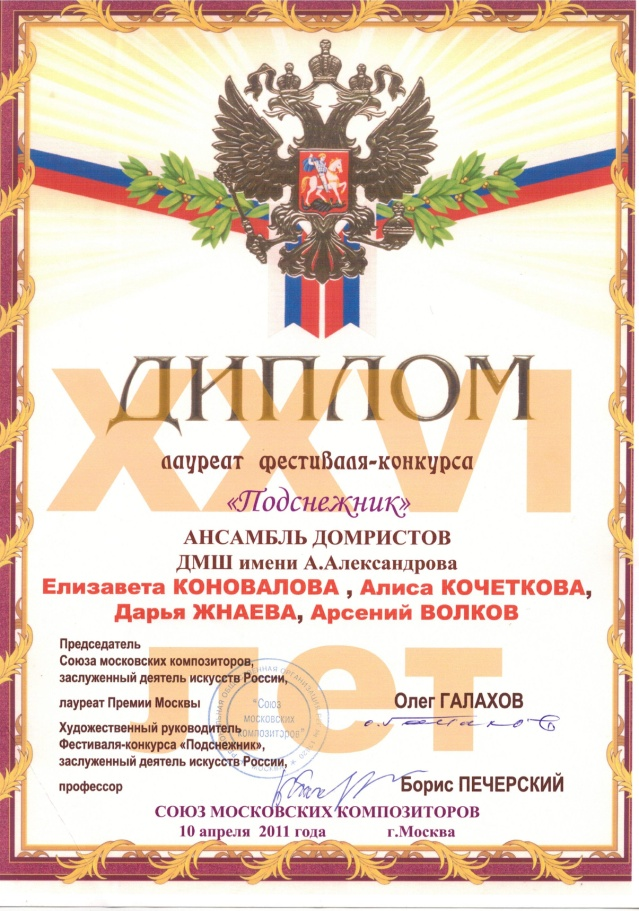 XXVI
ДИПЛОМ
лауреат фестиваля-конкурса
«Подснежник»
АНСАМБЛЬ ДОМРИСТОВ
ДМШ имени А.Александрова
Елизавета КОНОВАЛОВА , Алиса КОЧЕТКОВА,
Дарья ЖНАЕВА, Арсений ВОЛКОВ
лет
Председатель
Союза московских композиторов,
заслуженный деятель искусств России,
лауреат Премии Москвы
Олег ГАЛАХОВ
Художественный руководитель
Фестиваля-конкурса «Подснежник»,
заслуженный деятель искусств России,
профессор
Борис ПЕЧЕРСКИЙ
"Союз
московских
композиторов"
СОЮЗ МОСКОВСКИХ КОМПОЗИТОРОВ
10 апреля 2011 года г.Москва